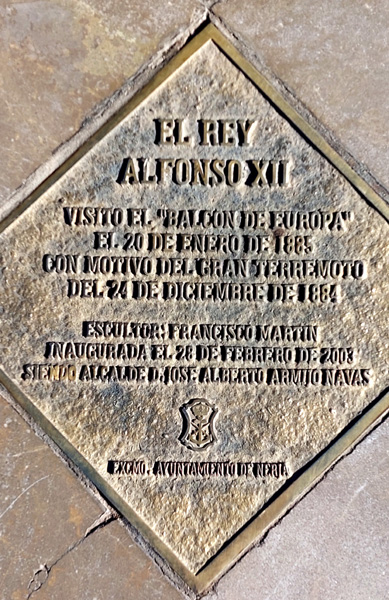 EL REY
ALFONSO XII
VISITO EL "BALCON DE EUROPA"
EL 20 DE ENERO DE 1885
CON MOTIVO DEL GRAN TERREMOTO
DEL 24 DE DICIEMBRE DE 1884
ESCULTOR: FRANCISCO MARTIN
INAUGURADA EL 28 DE FEBRERO DE 2003
SIENDO ALCALDE D. JOSE ALBERTO ARMIJO NAVAS
EXCMO. AYUNTAMIENTO DE NERJA